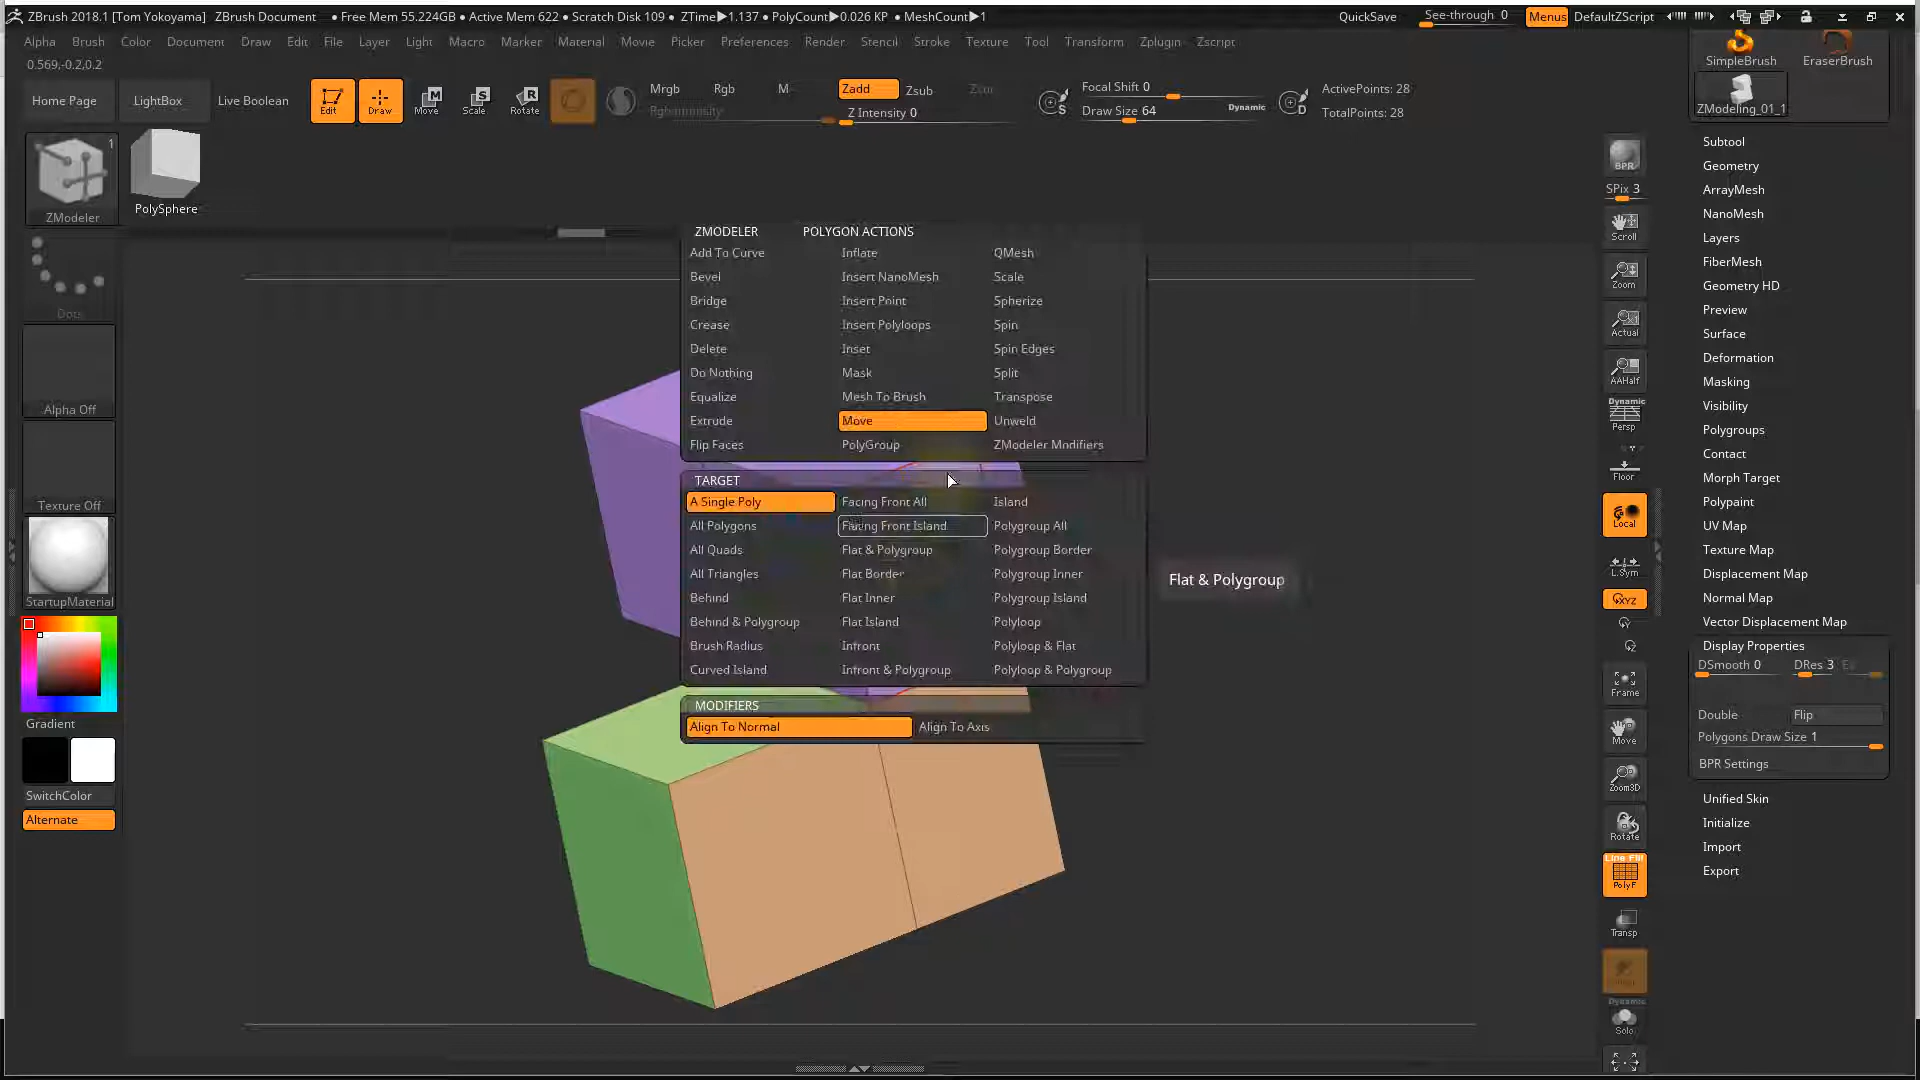 ZBrush 2018.1 [Tom Yokoyama] ZBrush Document ● Free Mem 55.224GB ● Active Mem 622 ● Scratch Disk 109 ● ZTime▶1.137 ● PolyCount▶0.026 KP ● MeshCount▶1 QuickSave See-through 0 Menus DefaultZScript
Alpha Brush Color Document Draw Edit File Layer Light Macro Marker Material Movie Picker Preferences Render Stencil Stroke Texture Tool Transform Zplugin Zscript
0.569,-0.2,0.2
Home Page LightBox Live Boolean Edit Draw Move Scale Rotate
Mrgb Rgb M Zadd Zsub Zcut
Rgb Intensity Z Intensity 0
Focal Shift 0
Draw Size 64 Dynamic
S D
ActivePoints: 28
TotalPoints: 28
SimpleBrush EraserBrush
ZModeling_01_1
1
ZModeler
PolySphere
Dots
Alpha Off
Texture Off
StartupMaterial
Gradient
SwitchColor
Alternate
ZMODELER POLYGON ACTIONS
Add To Curve Inflate QMesh
Bevel Insert NanoMesh Scale
Bridge Insert Point Spherize
Crease Insert Polyloops Spin
Delete Inset Spin Edges
Do Nothing Mask Split
Equalize Mesh To Brush Transpose
Extrude Move Unweld
Flip Faces PolyGroup ZModeler Modifiers
TARGET
A Single Poly Facing Front All Island
All Polygons Facing Front Island Polygroup All
All Quads Flat & Polygroup Polygroup Border
All Triangles Flat Border Polygroup Inner
Behind Flat Inner Polygroup Island
Behind & Polygroup Flat Island Polyloop
Brush Radius Infront Polyloop & Flat
Curved Island Infront & Polygroup Polyloop & Polygroup
MODIFIERS
Align To Normal Align To Axis
Flat & Polygroup
BPR
SPix 3
Scroll
Zoom
Actual
AAHalf
Dynamic
Persp
Floor
Local
L.Sym
XYZ
Frame
Move
Zoom3D
Rotate
Line Fill
PolyF
Transp
Dynamic
Solo
Subtool
Geometry
ArrayMesh
NanoMesh
Layers
FiberMesh
Geometry HD
Preview
Surface
Deformation
Masking
Visibility
Polygroups
Contact
Morph Target
Polypaint
UV Map
Texture Map
Displacement Map
Normal Map
Vector Displacement Map
Display Properties
DSmooth 0 DRes 3
Double Flip
Polygons Draw Size 1
BPR Settings
Unified Skin
Initialize
Import
Export